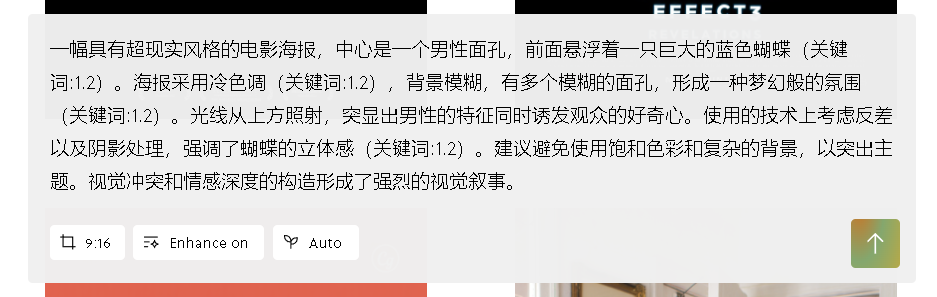 EFFECT3
一幅具有超现实风格的电影海报，中心是一个男性面孔，前面悬浮着一只巨大的蓝色蝴蝶（关键
词:1.2）。海报采用冷色调（关键词:1.2），背景模糊，有多个模糊的面孔，形成一种梦幻般的氛围
（关键词:1.2）。光线从上方照射，突显出男性的特征同时诱发观众的好奇心。使用的技术上考虑反差
以及阴影处理，强调了蝴蝶的立体感（关键词:1.2）。建议避免使用饱和色彩和复杂的背景，以突出主
题。视觉冲突和情感深度的构造形成了强烈的视觉叙事。
9:16 Enhance on Auto